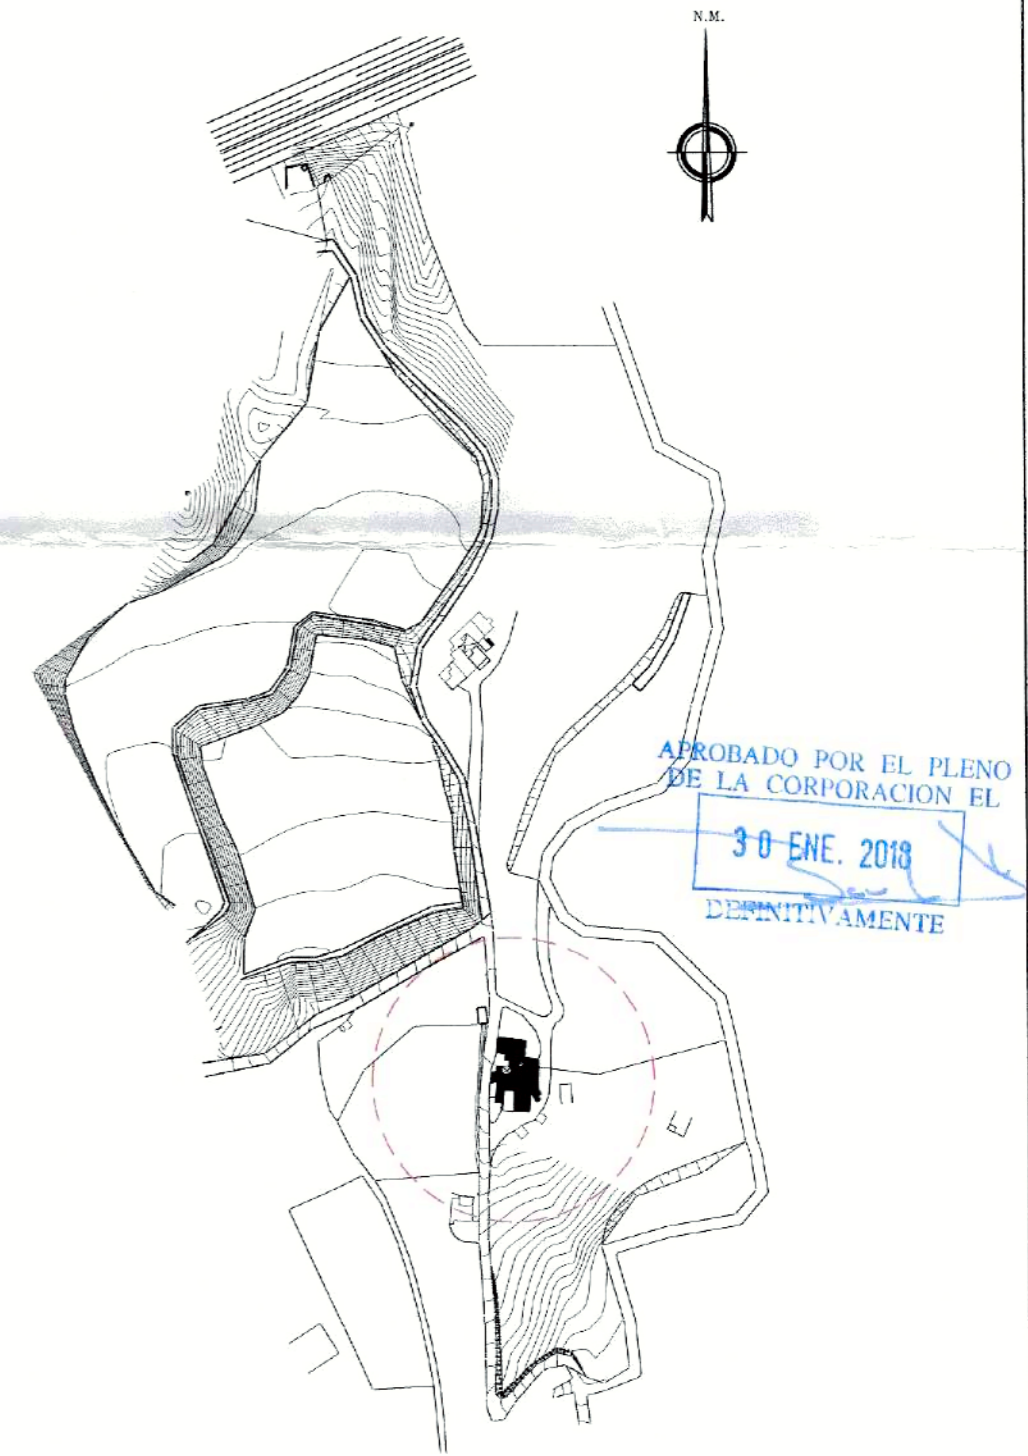 N.M.
APROBADO POR EL PLENO
DE LA CORPORACION EL
30 ENE. 2018
DEFINITIVAMENTE